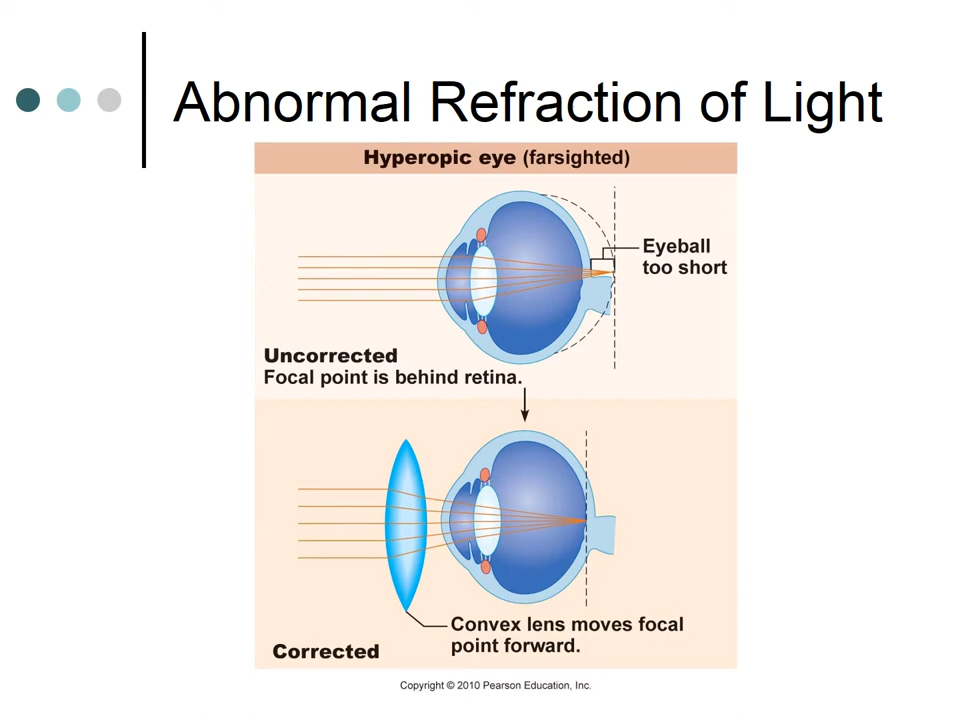 Abnormal Refraction of Light
Hyperopic eye (farsighted)
Eyeball
too short
Uncorrected
Focal point is behind retina.
Convex lens moves focal
point forward.
Corrected
Copyright © 2010 Pearson Education, Inc.